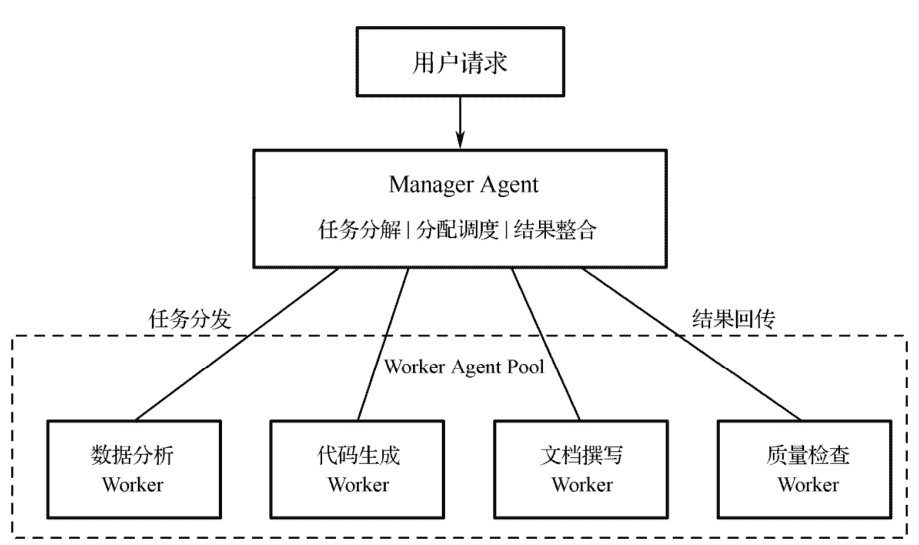 用户请求
Manager Agent
任务分解 | 分配调度 | 结果整合
任务分发
结果回传
Worker Agent Pool
数据分析
Worker
代码生成
Worker
文档撰写
Worker
质量检查
Worker